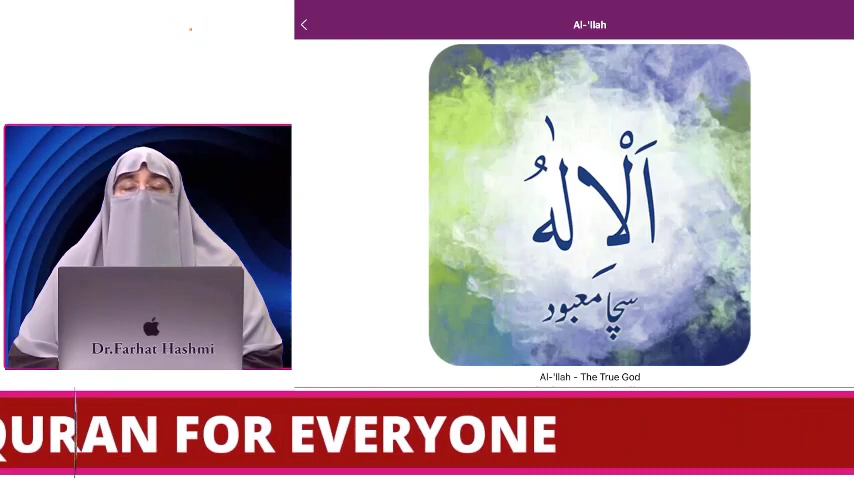 Al-'Ilah
اَلْاِلٰهُ
سچا معبود
Al-'Ilah - The True God
Dr.Farhat Hashmi
QURAN FOR EVERYONE